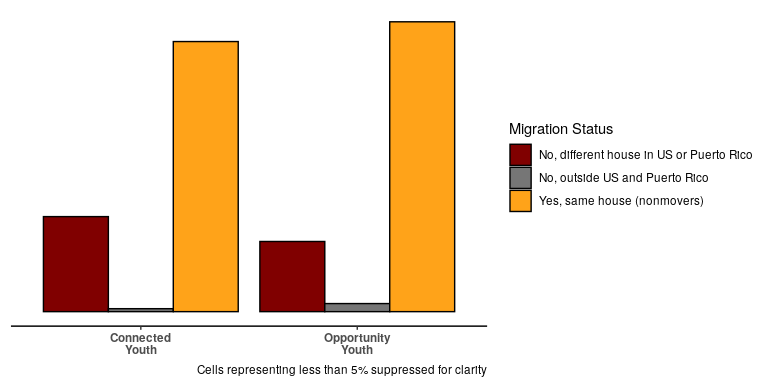 Migration Status
No, different house in US or Puerto Rico
No, outside US and Puerto Rico
Yes, same house (nonmovers)
Connected
Youth
Opportunity
Youth
Cells representing less than 5% suppressed for clarity